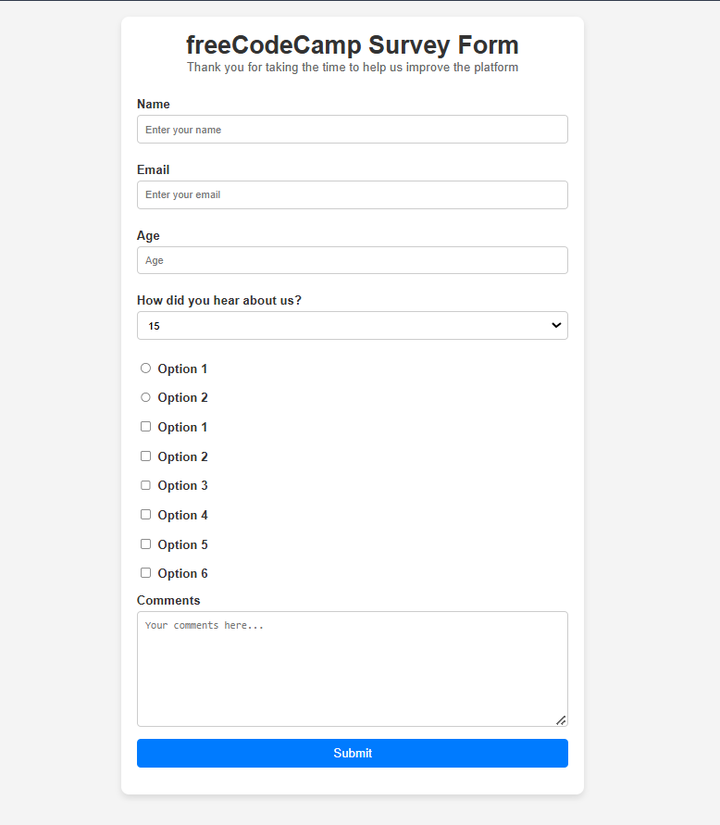 freeCodeCamp Survey Form
Thank you for taking the time to help us improve the platform
Name
Enter your name
Email
Enter your email
Age
Age
How did you hear about us?
15
Option 1
Option 2
Option 1
Option 2
Option 3
Option 4
Option 5
Option 6
Comments
Your comments here...
Submit